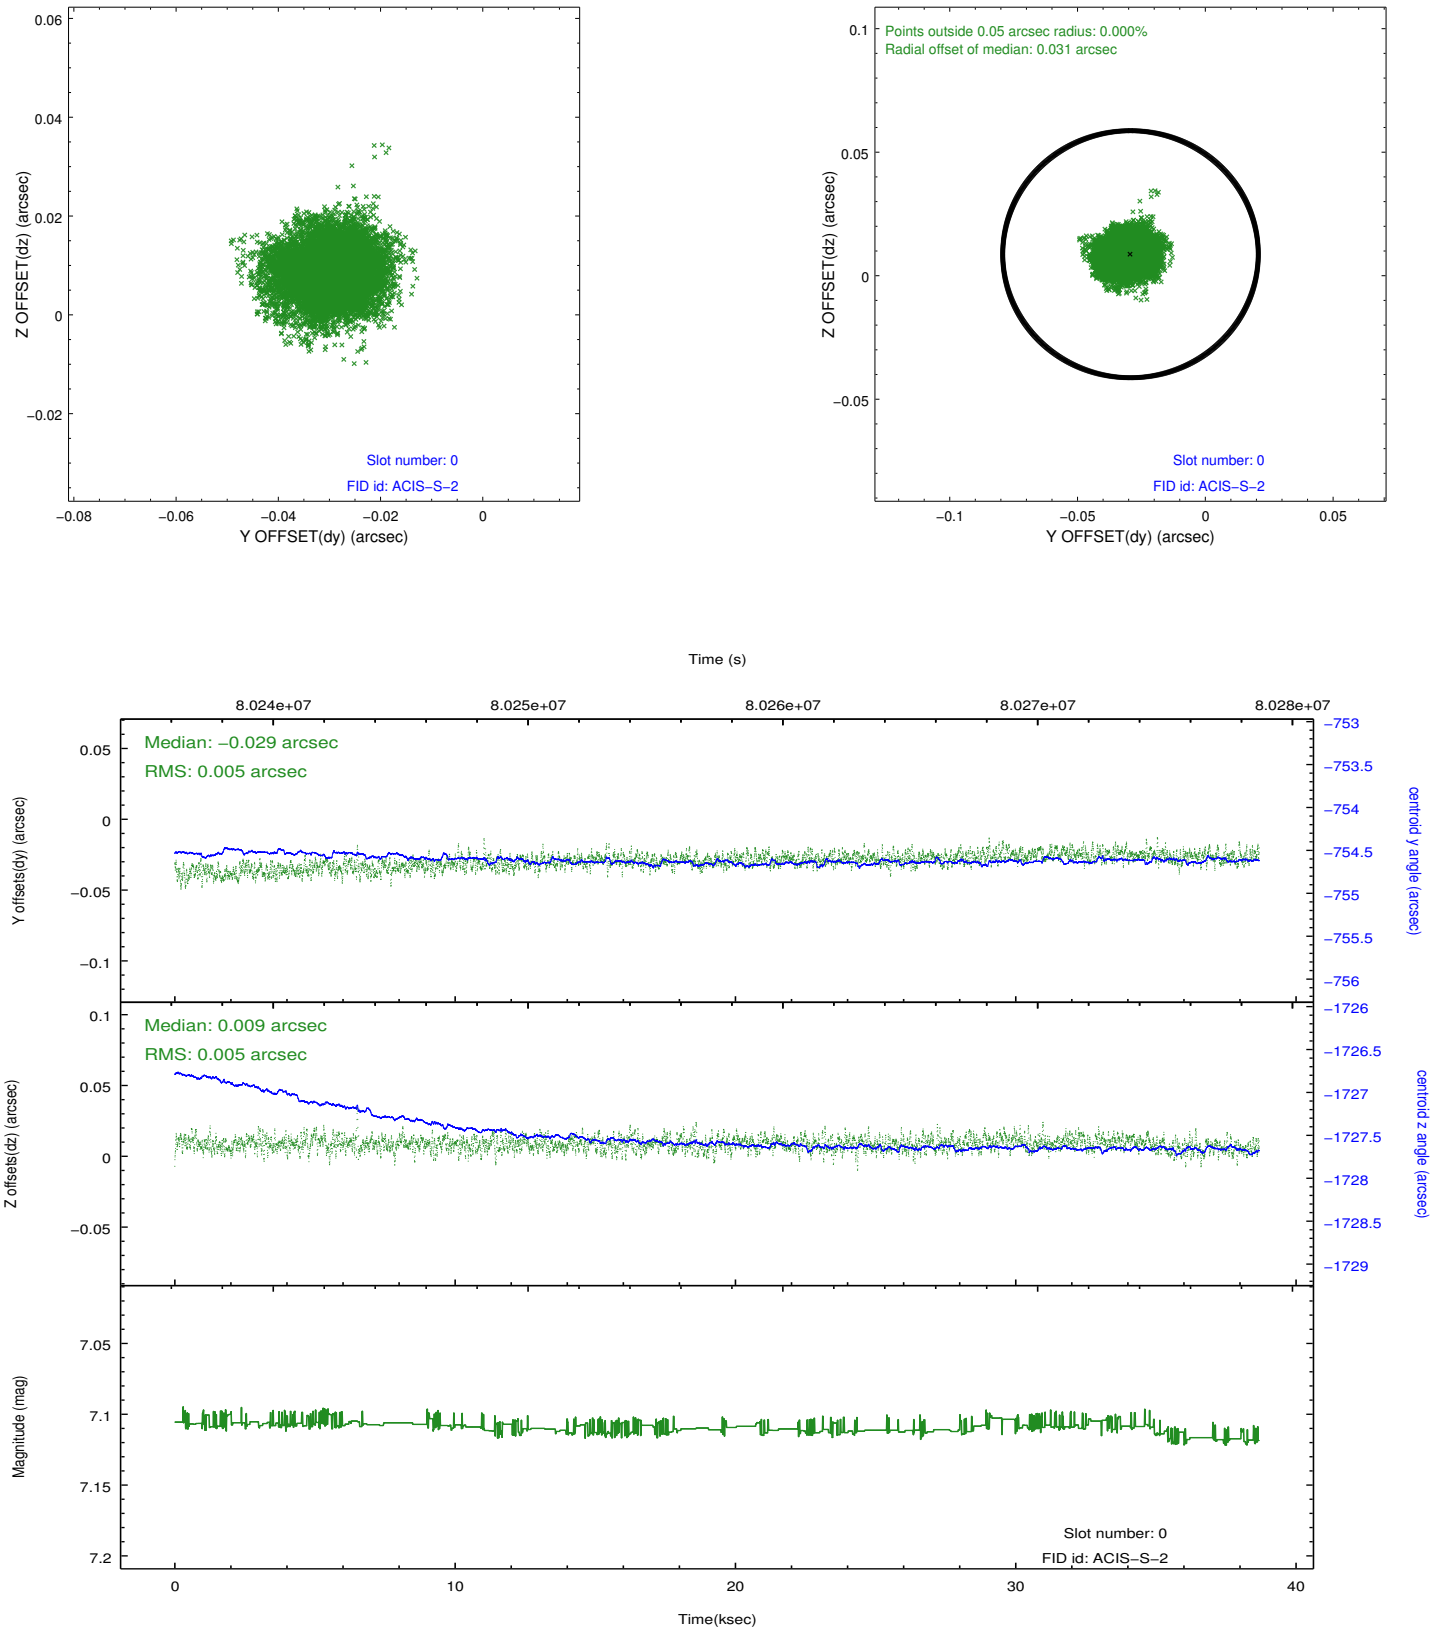 0.06
0.04
0.02
0
−0.02
Z OFFSET(dz) (arcsec)
Slot number: 0
FID id: ACIS−S−2
−0.08
−0.06
−0.04
−0.02
0
Y OFFSET(dy) (arcsec)
Points outside 0.05 arcsec radius: 0.000%
Radial offset of median: 0.031 arcsec
0.1
0.05
0
−0.05
Z OFFSET(dz) (arcsec)
Slot number: 0
FID id: ACIS−S−2
−0.1
−0.05
0
0.05
Y OFFSET(dy) (arcsec)
Time (s)
8.024e+07
8.025e+07
8.026e+07
8.027e+07
8.028e+07
Median: −0.029 arcsec
RMS: 0.005 arcsec
0.05
0
−0.05
−0.1
Y offsets(dy) (arcsec)
−753
−753.5
−754
−754.5
−755
−755.5
−756
centroid y angle (arcsec)
Median: 0.009 arcsec
RMS: 0.005 arcsec
0.1
0.05
0
−0.05
Z offsets(dz) (arcsec)
−1726
−1726.5
−1727
−1727.5
−1728
−1728.5
−1729
centroid z angle (arcsec)
7.05
7.1
7.15
7.2
Magnitude (mag)
Slot number: 0
FID id: ACIS−S−2
0
10
20
30
40
Time(ksec)